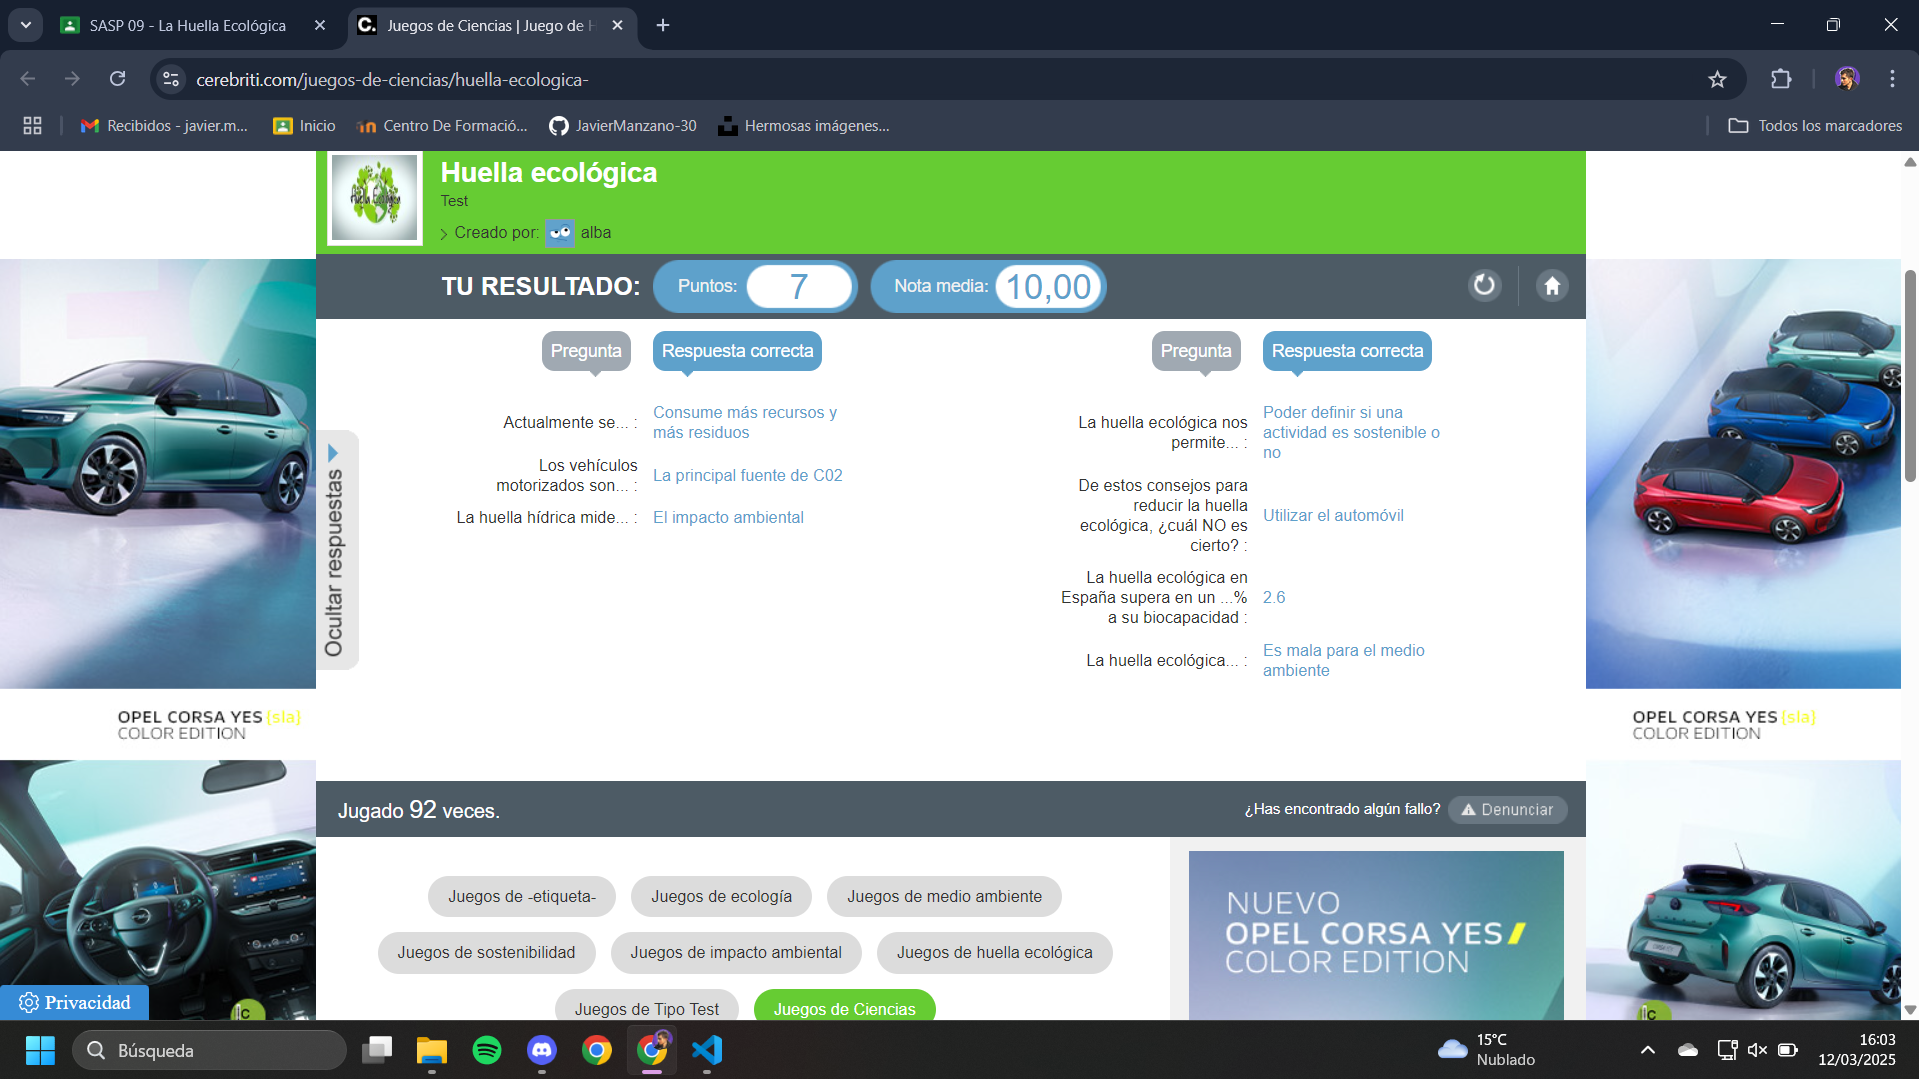 SASP 09 - La Huella Ecológica
Juegos de Ciencias | Juego de H
cerebriti.com/juegos-de-ciencias/huella-ecologica-
Recibidos - javier.m...
Inicio
Centro De Formació...
JavierManzano-30
Hermosas imágenes...
Todos los marcadores
Huella Ecológica
Huella ecológica
Test
Creado por: alba
TU RESULTADO:
Puntos: 7
Nota media: 10,00
Pregunta
Respuesta correcta
Actualmente se... :
Consume más recursos y
más residuos
Los vehículos
motorizados son... :
La principal fuente de C02
La huella hídrica mide... :
El impacto ambiental
Pregunta
Respuesta correcta
La huella ecológica nos
permite... :
Poder definir si una
actividad es sostenible o
no
De estos consejos para
reducir la huella
ecológica, ¿cuál NO es
cierto? :
Utilizar el automóvil
La huella ecológica en
España supera en un ...%
a su biocapacidad :
2.6
La huella ecológica... :
Es mala para el medio
ambiente
Ocultar respuestas
OPEL CORSA YES {sla}
COLOR EDITION
OPEL CORSA YES {sla}
COLOR EDITION
Jugado 92 veces.
¿Has encontrado algún fallo?
Denunciar
Juegos de -etiqueta-
Juegos de ecología
Juegos de medio ambiente
Juegos de sostenibilidad
Juegos de impacto ambiental
Juegos de huella ecológica
Juegos de Tipo Test
Juegos de Ciencias
NUEVO
OPEL CORSA YES
COLOR EDITION
Privacidad
Búsqueda
15°C
Nublado
16:03
12/03/2025